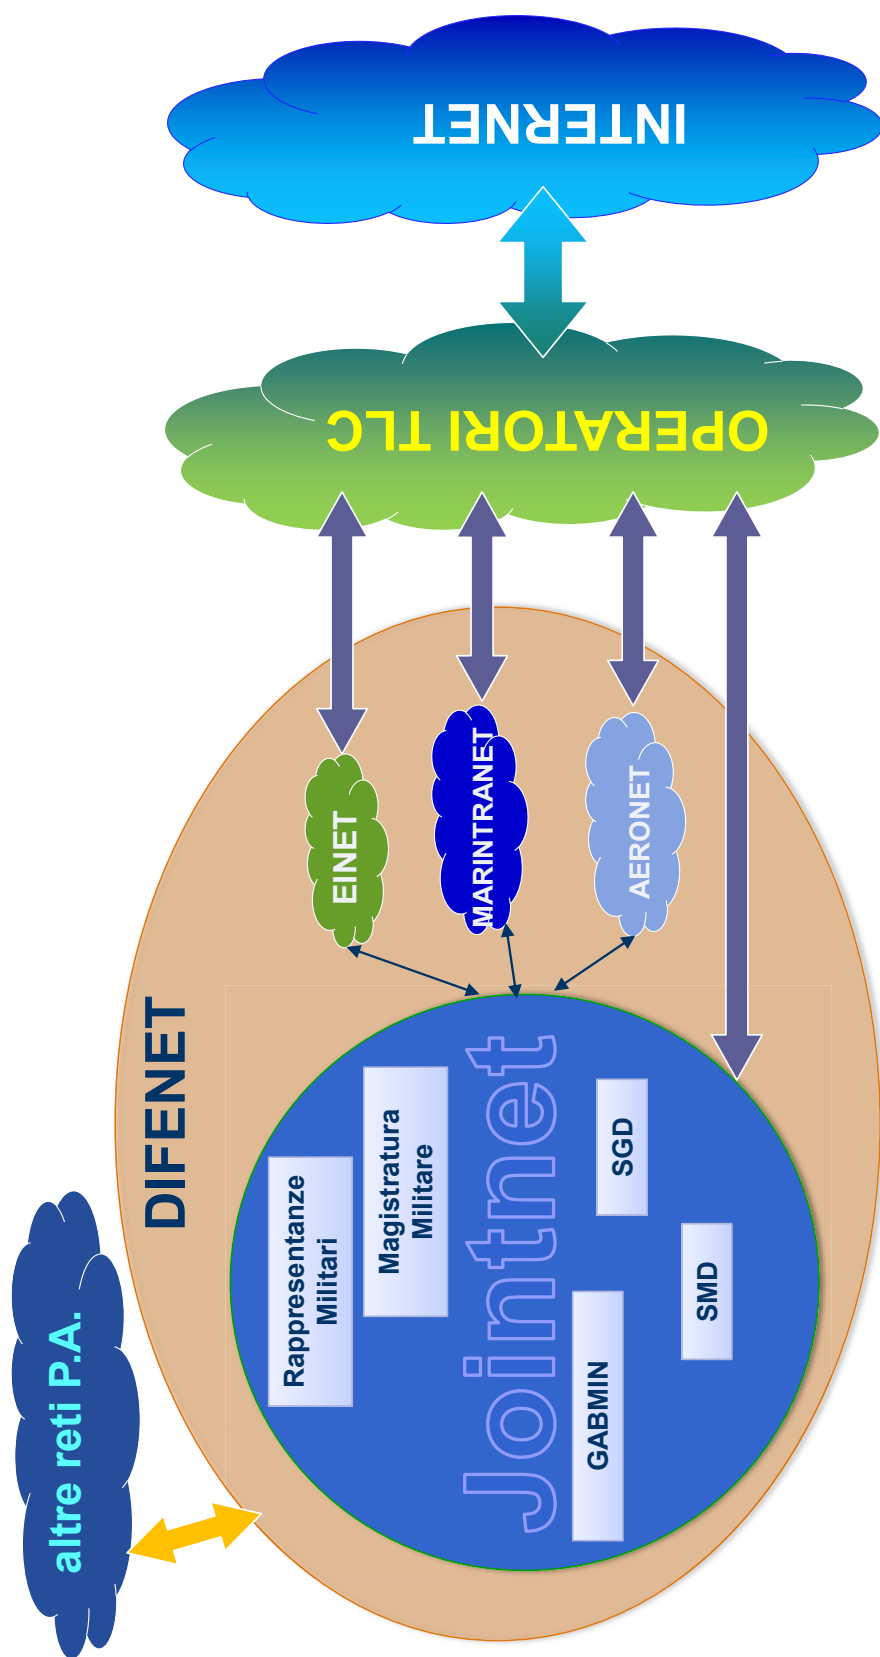 altre reti P.A.
DIFENET
Rappresentanze
Militari
Magistratura
Militare
Jointnet
GABMIN
SGD
SMD
EINET
MARINTRANET
AERONET
OPERATORI TLC
INTERNET